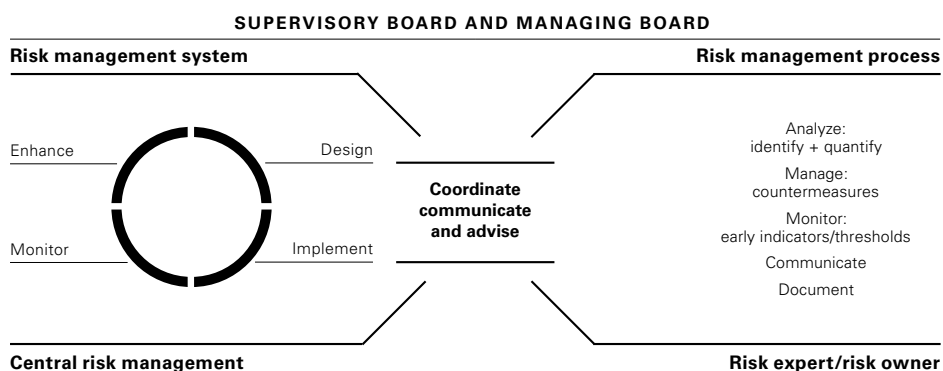 SUPERVISORY BOARD AND MANAGING BOARD
Risk management system
Risk management process
Enhance
Design
Monitor
Implement
Coordinate
communicate
and advise
Analyze:
identify + quantify
Manage:
countermeasures
Monitor:
early indicators/thresholds
Communicate
Document
Central risk management
Risk expert/risk owner